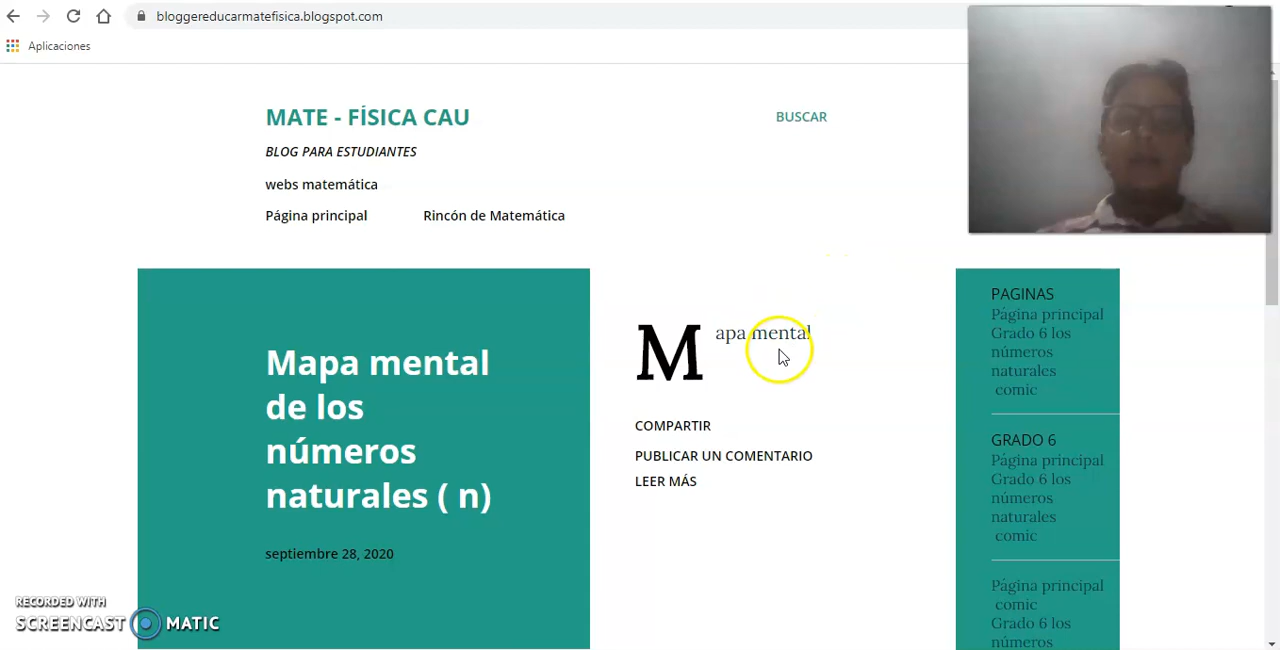 bloggereducarmatefisica.blogspot.com
Aplicaciones
MATE - FÍSICA CAU
BUSCAR
BLOG PARA ESTUDIANTES
webs matemática
Página principal
Rincón de Matemática
Mapa mental
de los
números
naturales ( n)
septiembre 28, 2020
Mapa mental
COMPARTIR
PUBLICAR UN COMENTARIO
LEER MÁS
PAGINAS
Página principal
Grado 6 los
números
naturales
comic
GRADO 6
Página principal
Grado 6 los
números
naturales
comic
Página principal
comic
Grado 6 los
números
RECORDED WITH
SCREENCAST MATIC